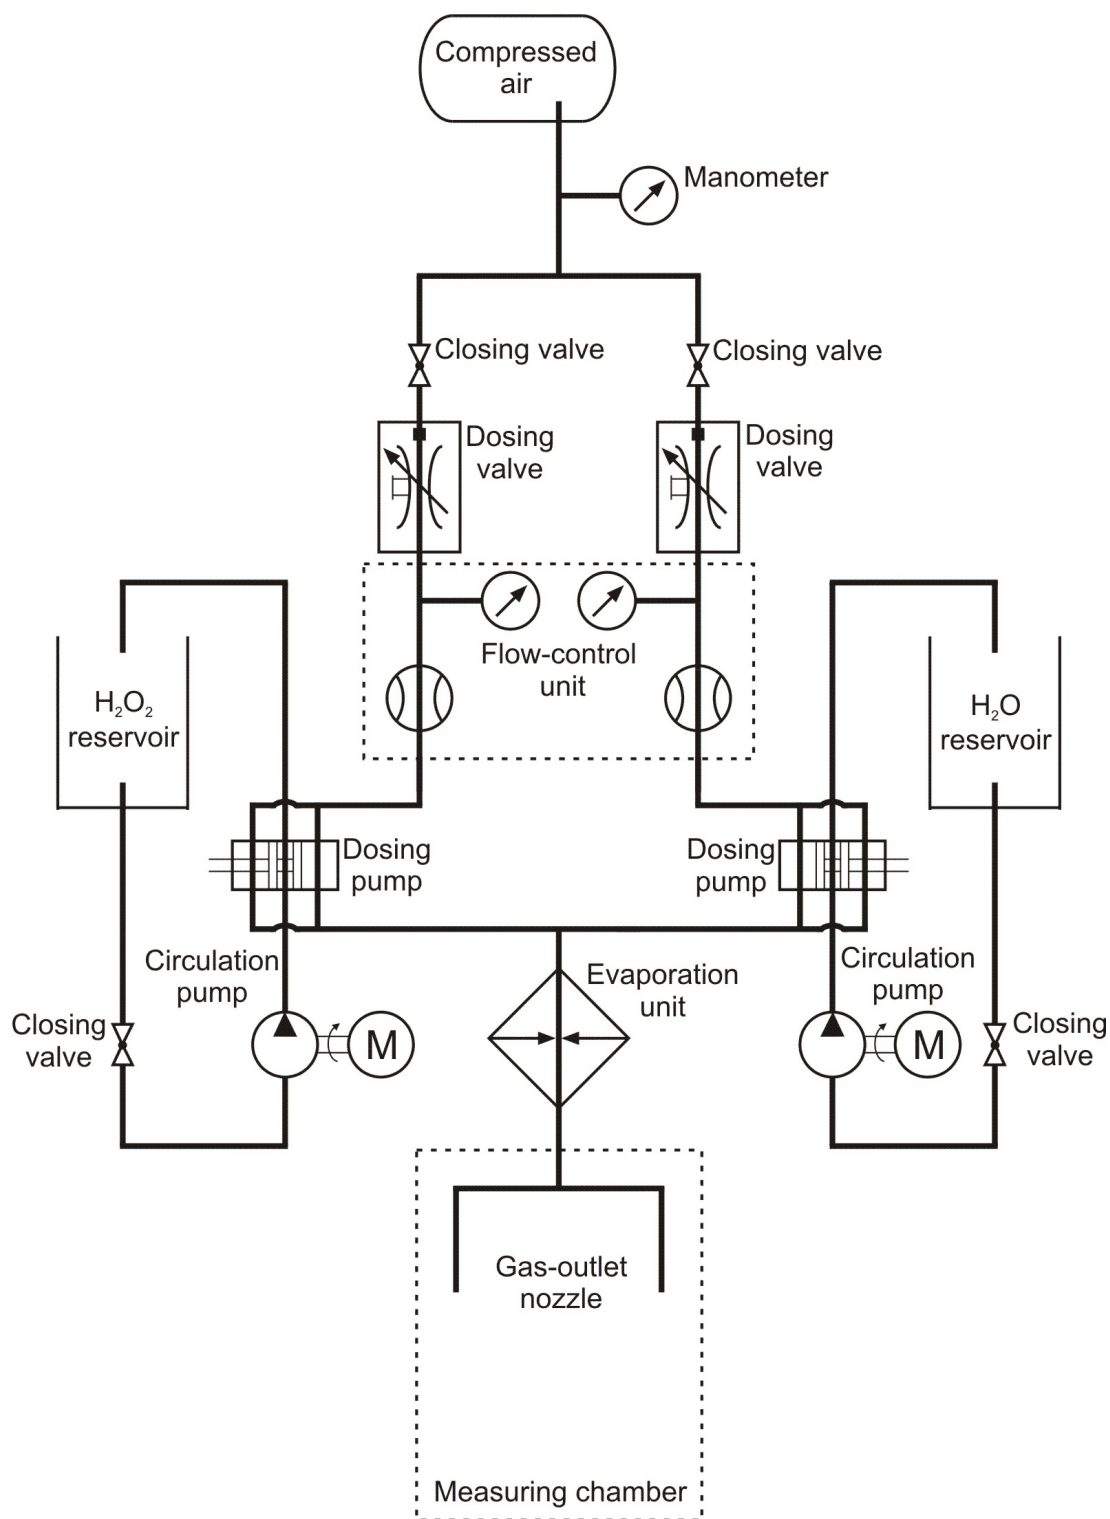 Compressed
air
Manometer
Closing valve
Closing valve
Dosing
valve
Dosing
valve
Flow-control
unit
H₂O₂
reservoir
H₂O
reservoir
Dosing
pump
Dosing
pump
Circulation
pump
Evaporation
unit
Circulation
pump
Closing
valve
M
M
Closing
valve
Gas-outlet
nozzle
Measuring chamber